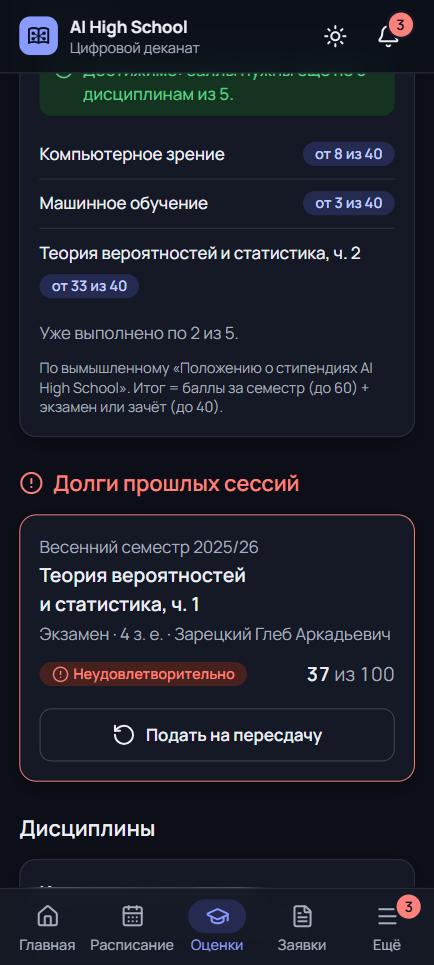 AI High School
Цифровой деканат
3
дисциплинам из 5.
Компьютерное зрение
от 8 из 40
Машинное обучение
от 3 из 40
Теория вероятностей и статистика, ч. 2
от 33 из 40
Уже выполнено по 2 из 5.
По вымышленному «Положению о стипендиях AI
High School». Итог = баллы за семестр (до 60) +
экзамен или зачёт (до 40).
Долги прошлых сессий
Весенний семестр 2025/26
Теория вероятностей
и статистика, ч. 1
Экзамен · 4 з. е. · Зарецкий Глеб Аркадьевич
Неудовлетворительно
37 из 100
Подать на пересдачу
Дисциплины
3
Главная
Расписание
Оценки
Заявки
Ещё